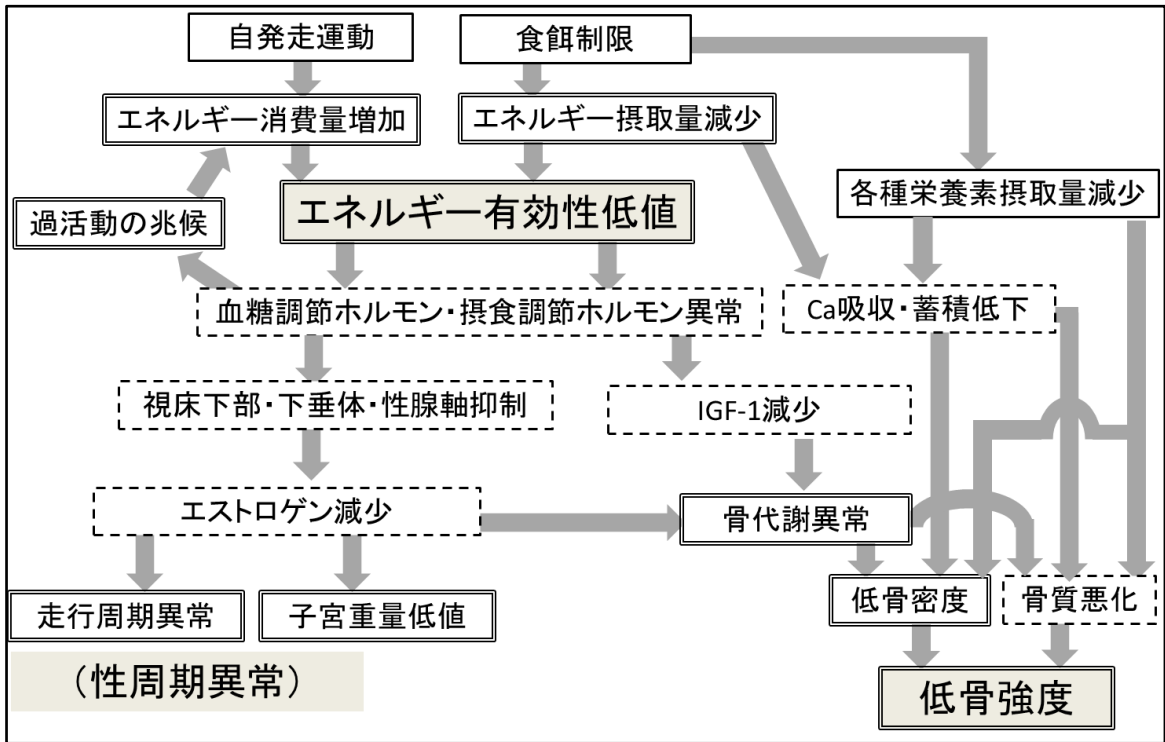 自発走運動
食餌制限
エネルギー消費量増加
エネルギー摂取量減少
過活動の兆候
エネルギー有効性低値
各種栄養素摂取量減少
血糖調節ホルモン・摂食調節ホルモン異常
Ca吸収・蓄積低下
視床下部・下垂体・性腺軸抑制
IGF-1減少
エストロゲン減少
骨代謝異常
走行周期異常
子宮重量低値
低骨密度
骨質悪化
（性周期異常）
低骨強度